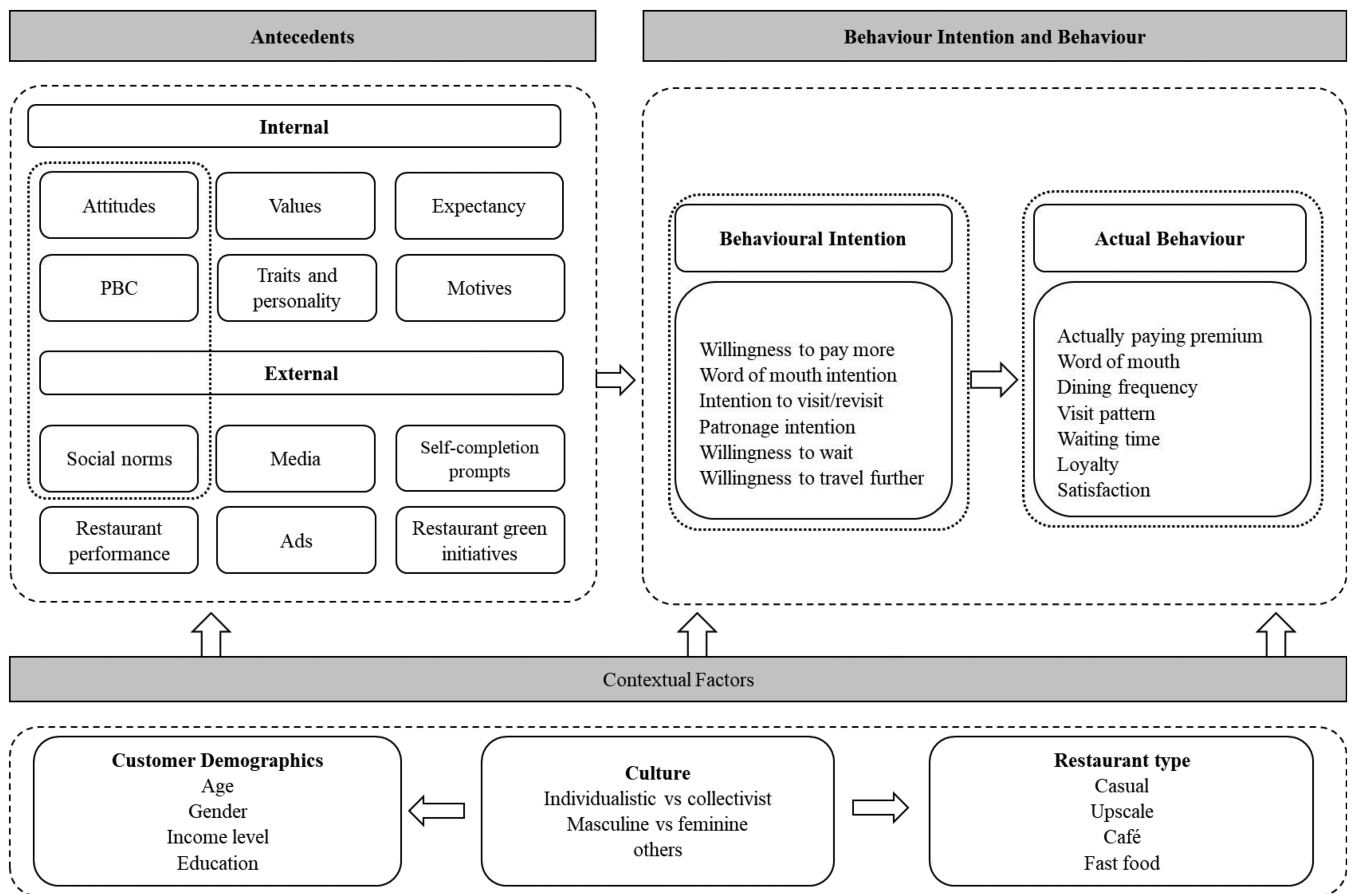 Antecedents
Behaviour Intention and Behaviour
Internal
Attitudes
Values
Expectancy
PBC
Traits and
personality
Motives
External
Social norms
Media
Self-completion
prompts
Restaurant
performance
Ads
Restaurant green
initiatives
Behavioural Intention
Willingness to pay more
Word of mouth intention
Intention to visit/revisit
Patronage intention
Willingness to wait
Willingness to travel further
Actual Behaviour
Actually paying premium
Word of mouth
Dining frequency
Visit pattern
Waiting time
Loyalty
Satisfaction
Contextual Factors
Customer Demographics
Age
Gender
Income level
Education
Culture
Individualistic vs collectivist
Masculine vs feminine
others
Restaurant type
Casual
Upscale
Café
Fast food